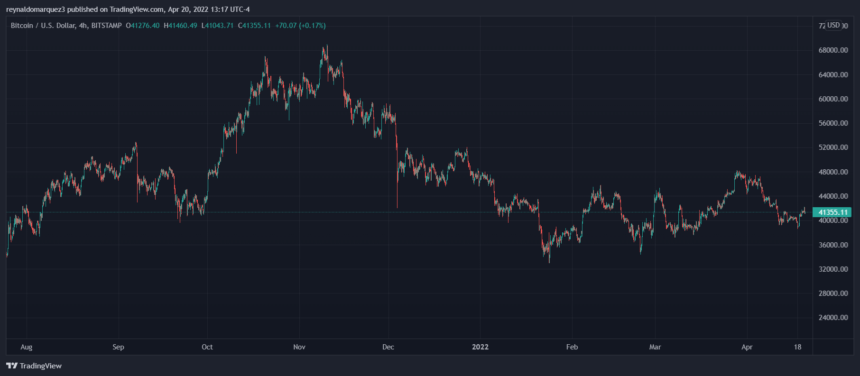 reynaldomarquez3 published on TradingView.com, Apr 20, 2022 13:17 UTC-4
Bitcoin / U.S. Dollar, 4h, BITSTAMP O41276.40 H41460.49 L41043.71 C41355.11 +70.07 (+0.17%)
USD
68000.00
64000.00
60000.00
56000.00
52000.00
48000.00
44000.00
41355.11
40000.00
36000.00
32000.00
28000.00
24000.00
Aug Sep Oct Nov Dec 2022 Feb Mar Apr 18
TradingView